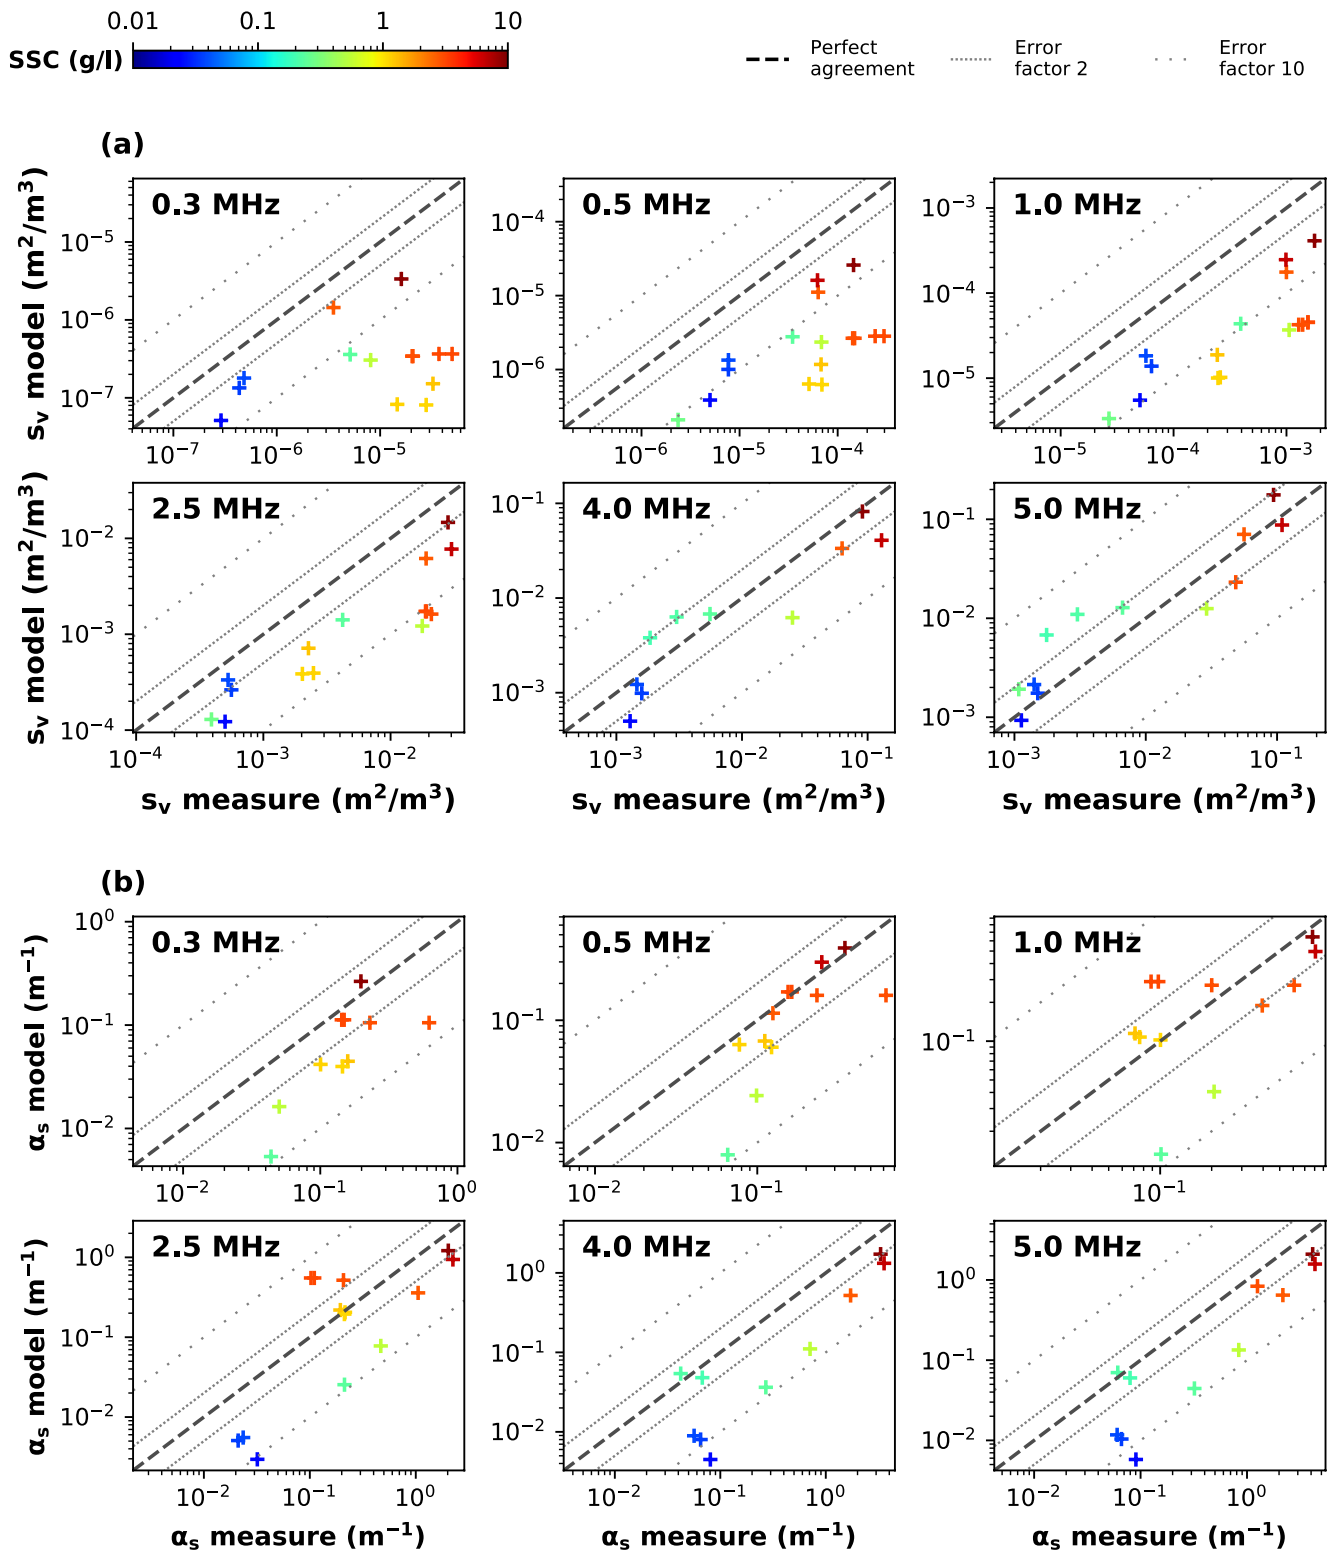 0.01 0.1 1 10
SSC (g/l)
Perfect agreement
Error factor 2
Error factor 10
(a)
s_v model (m²/m³)
0.3 MHz
10⁻⁵
10⁻⁶
10⁻⁷
10⁻⁷ 10⁻⁶ 10⁻⁵
0.5 MHz
10⁻⁴
10⁻⁵
10⁻⁶
10⁻⁶ 10⁻⁵ 10⁻⁴
1.0 MHz
10⁻³
10⁻⁴
10⁻⁵
10⁻⁵ 10⁻⁴ 10⁻³
s_v model (m²/m³)
2.5 MHz
10⁻²
10⁻³
10⁻⁴
10⁻⁴ 10⁻³ 10⁻²
s_v measure (m²/m³)
4.0 MHz
10⁻¹
10⁻²
10⁻³
10⁻³ 10⁻² 10⁻¹
s_v measure (m²/m³)
5.0 MHz
10⁻¹
10⁻²
10⁻³
10⁻³ 10⁻² 10⁻¹
s_v measure (m²/m³)
(b)
α_s model (m⁻¹)
0.3 MHz
10⁰
10⁻¹
10⁻²
10⁻² 10⁻¹ 10⁰
0.5 MHz
10⁻¹
10⁻²
10⁻² 10⁻¹
1.0 MHz
10⁻¹
10⁻¹
α_s model (m⁻¹)
2.5 MHz
10⁰
10⁻¹
10⁻²
10⁻² 10⁻¹ 10⁰
α_s measure (m⁻¹)
4.0 MHz
10⁰
10⁻¹
10⁻²
10⁻² 10⁻¹ 10⁰
α_s measure (m⁻¹)
5.0 MHz
10⁰
10⁻¹
10⁻²
10⁻² 10⁻¹ 10⁰
α_s measure (m⁻¹)